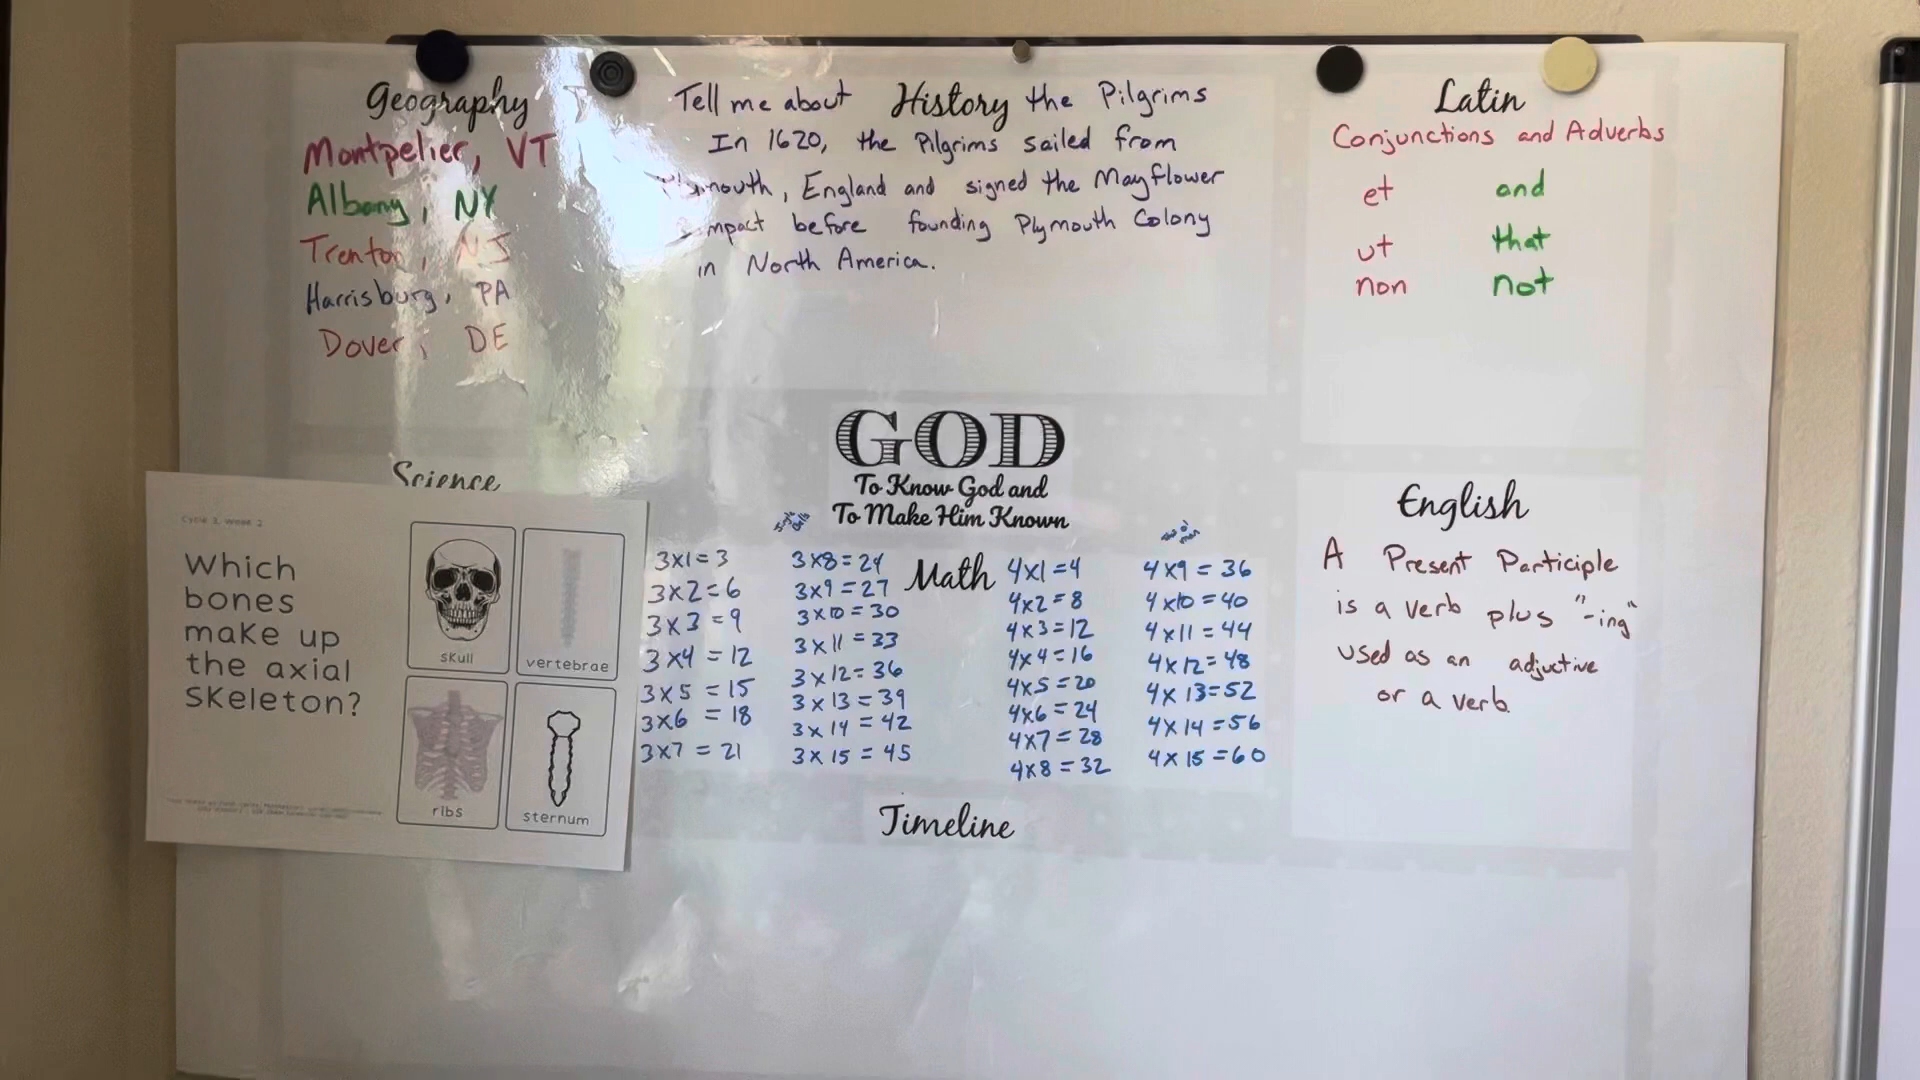 Geography
Montpelier, VT
Albany, NY
Trenton, NJ
Harrisburg, PA
Dover, DE
Tell me about History the Pilgrims
In 1620, the Pilgrims sailed from
Plymouth, England and signed the Mayflower
Compact before founding Plymouth Colony
in North America.
Latin
Conjunctions and Adverbs
et and
ut that
non not
GOD
To Know God and
To Make Him Known
Science
Cycle 3, Week 2
Which
bones
make up
the axial
skeleton?
skull
vertebrae
ribs
sternum
Math
3x1=3
3x2=6
3x3=9
3x4=12
3x5=15
3x6=18
3x7=21
3x8=24
3x9=27
3x10=30
3x11=33
3x12=36
3x13=39
3x14=42
3x15=45
4x1=4
4x2=8
4x3=12
4x4=16
4x5=20
4x6=24
4x7=28
4x8=32
4x9=36
4x10=40
4x11=44
4x12=48
4x13=52
4x14=56
4x15=60
English
A Present Participle
is a verb plus "-ing"
used as an adjective
or a verb.
Timeline